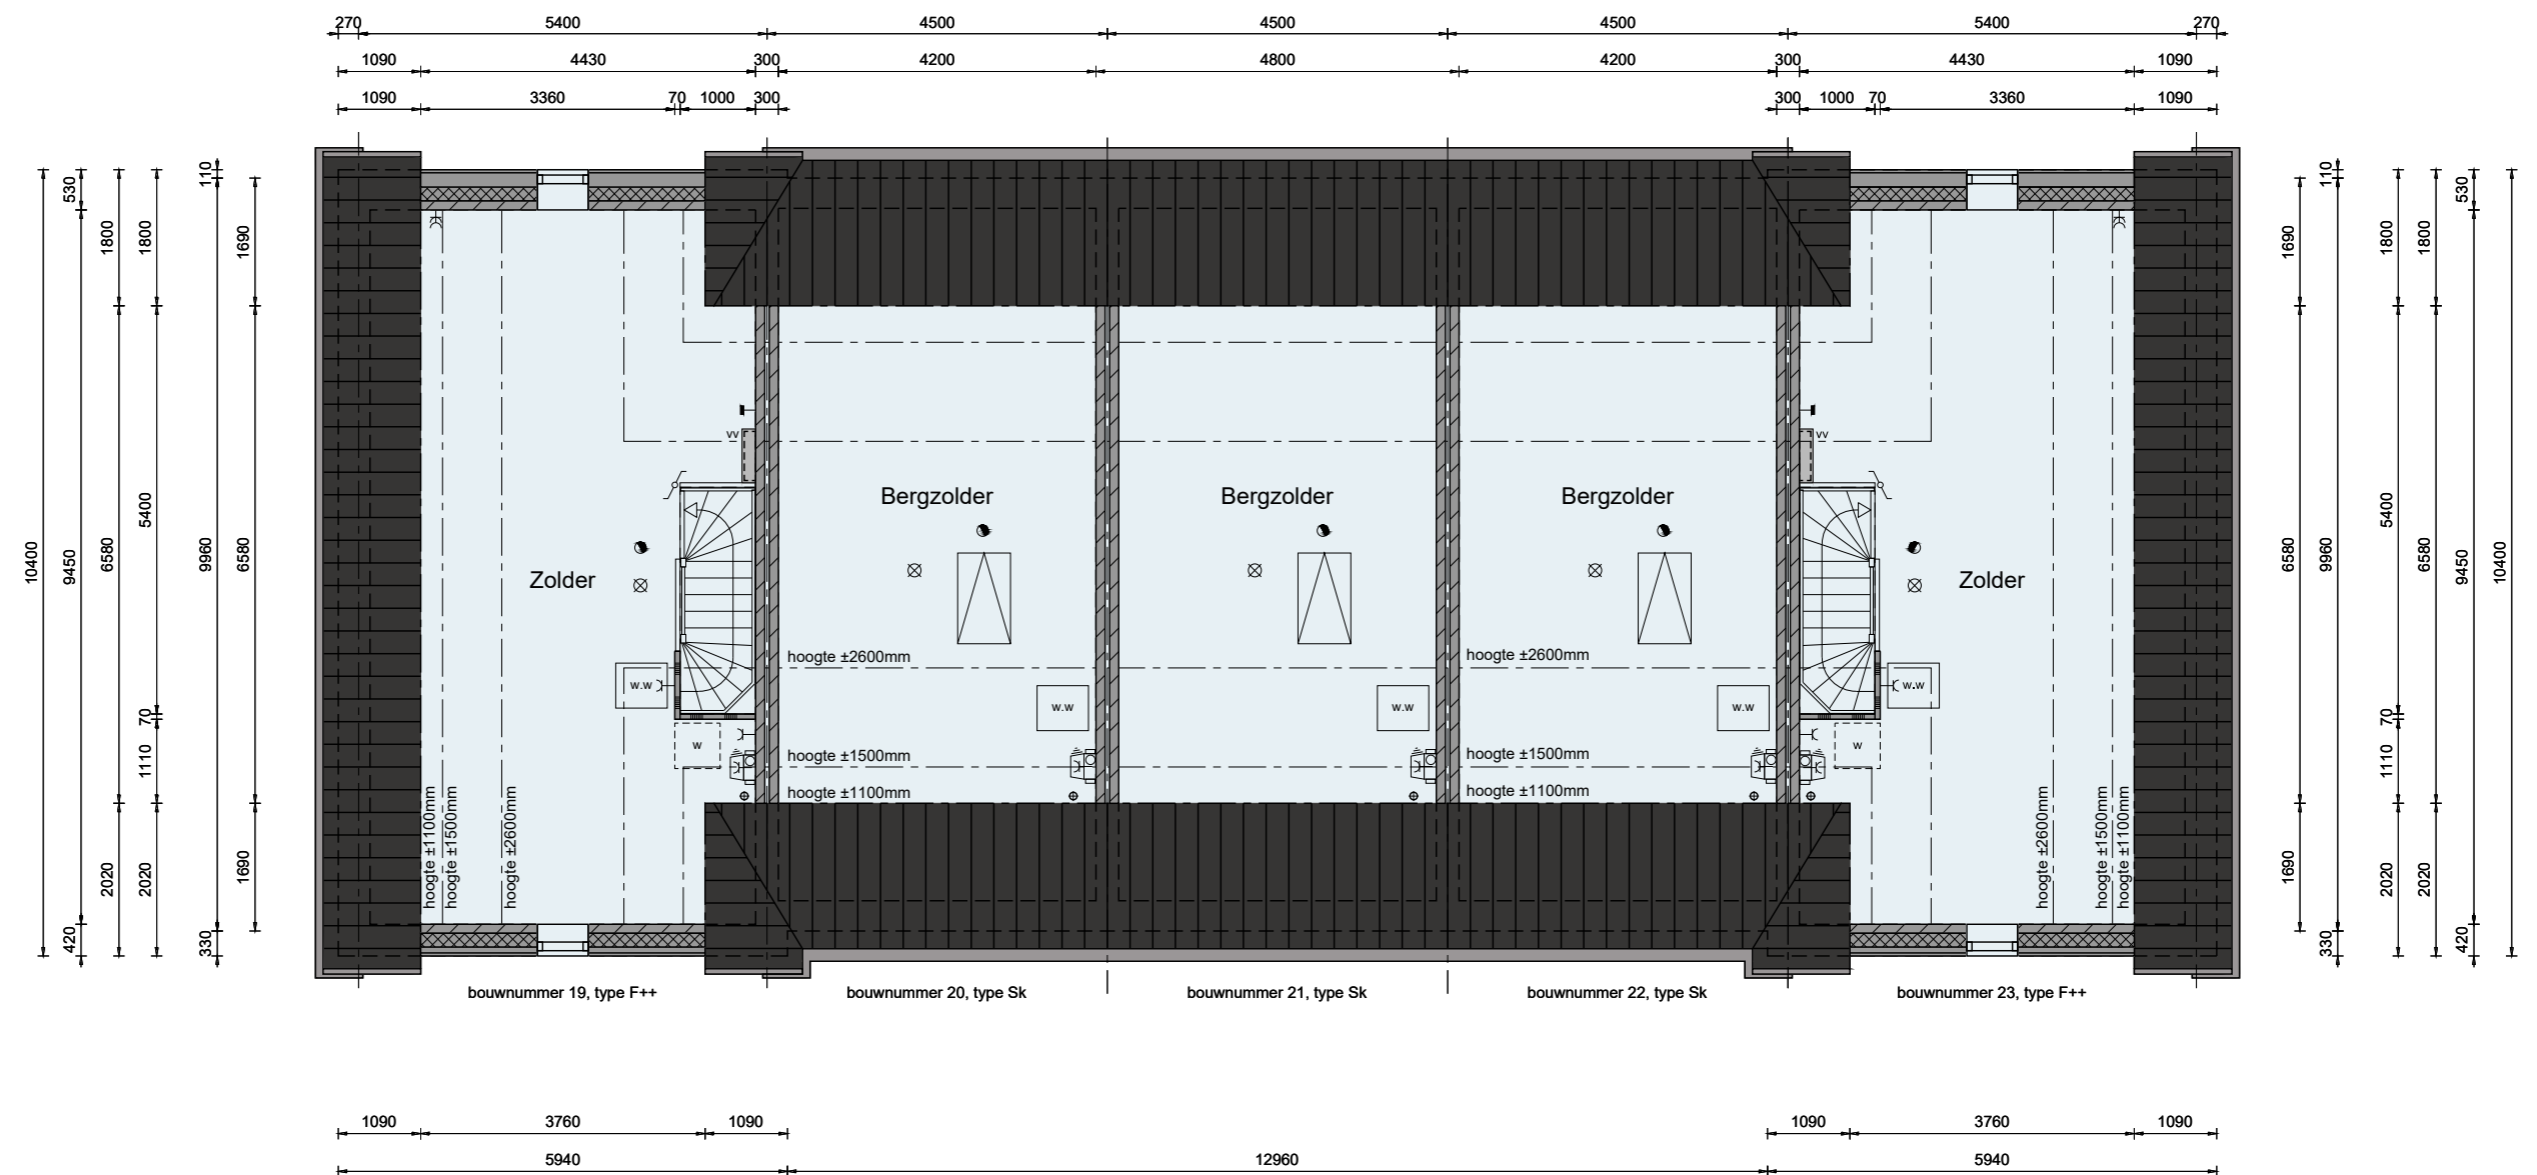 270 5400 4500 4500 4500 5400 270
1090 4430 300 4200 4800 4200 300 4430 1090
1090 3360 70 1000 300 300 1000 70 3360 1090
10400
530 9450 420
1800 6580 2020
1800 5400 70 1110 2020
110 9960 330
1690 6580 1690
vv
Zolder
w.w
w
hoogte ±1100mm
hoogte ±1500mm
hoogte ±2600mm
Bergzolder
hoogte ±2600mm
w.w
hoogte ±1500mm
hoogte ±1100mm
Bergzolder
w.w
Bergzolder
hoogte ±2600mm
w.w
hoogte ±1500mm
hoogte ±1100mm
vv
Zolder
w.w
w
hoogte ±2600mm
hoogte ±1500mm
hoogte ±1100mm
1690 6580 1690
110 9960 330
1800 5400 70 1110 2020
1800 6580 2020
530 9450 420
10400
bouwnummer 19, type F++
bouwnummer 20, type Sk
bouwnummer 21, type Sk
bouwnummer 22, type Sk
bouwnummer 23, type F++
1090 3760 1090 1090 3760 1090
5940 12960 5940